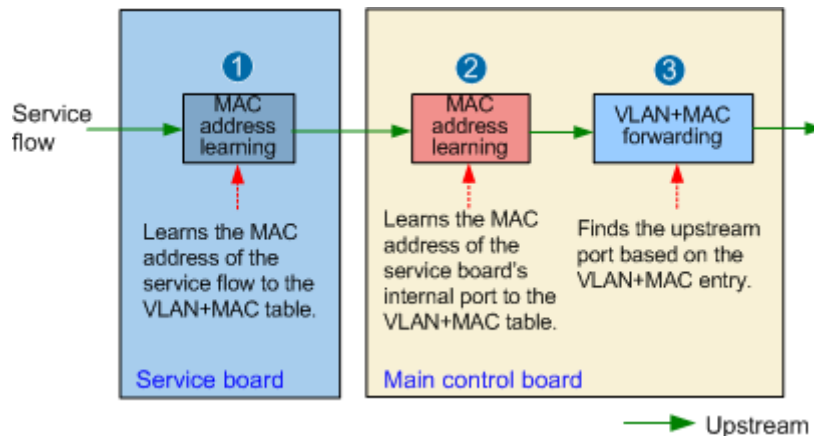 1
2
3
Service
flow
MAC
address
learning
MAC
address
learning
VLAN+MAC
forwarding
Learns the MAC
address of the
service flow to the
VLAN+MAC table.
Learns the MAC
address of the
service board's
internal port to the
VLAN+MAC table.
Finds the upstream
port based on the
VLAN+MAC entry.
Service board
Main control board
Upstream